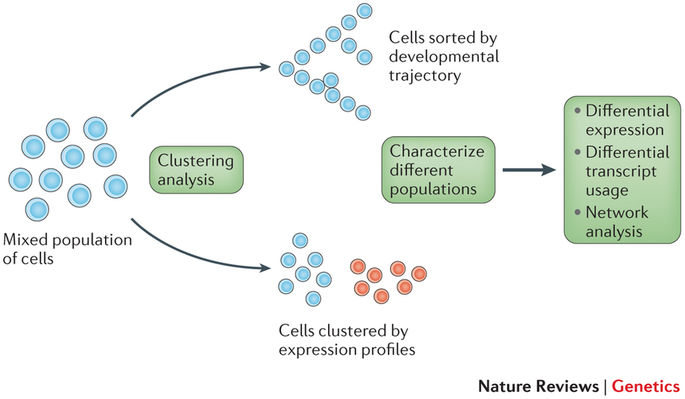 Mixed population
of cells
Clustering
analysis
Cells sorted by
developmental
trajectory
Cells clustered by
expression profiles
Characterize
different
populations
• Differential
expression
• Differential
transcript
usage
• Network
analysis
Nature Reviews | Genetics